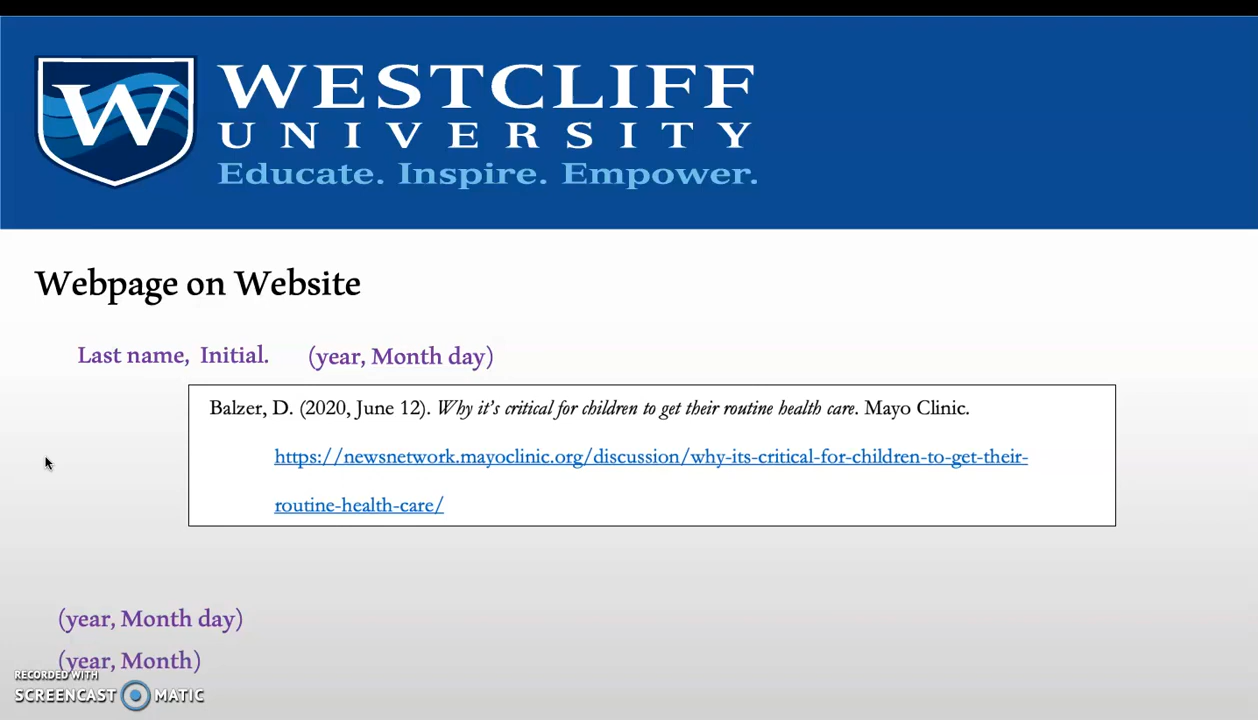 W
WESTCLIFF
UNIVERSITY
Educate. Inspire. Empower.
Webpage on Website
Last name, Initial. (year, Month day)
Balzer, D. (2020, June 12). Why it's critical for children to get their routine health care. Mayo Clinic.
https://newsnetwork.mayoclinic.org/discussion/why-its-critical-for-children-to-get-their-
routine-health-care/
(year, Month day)
(year, Month)
RECORDED WITH
SCREENCAST MATIC